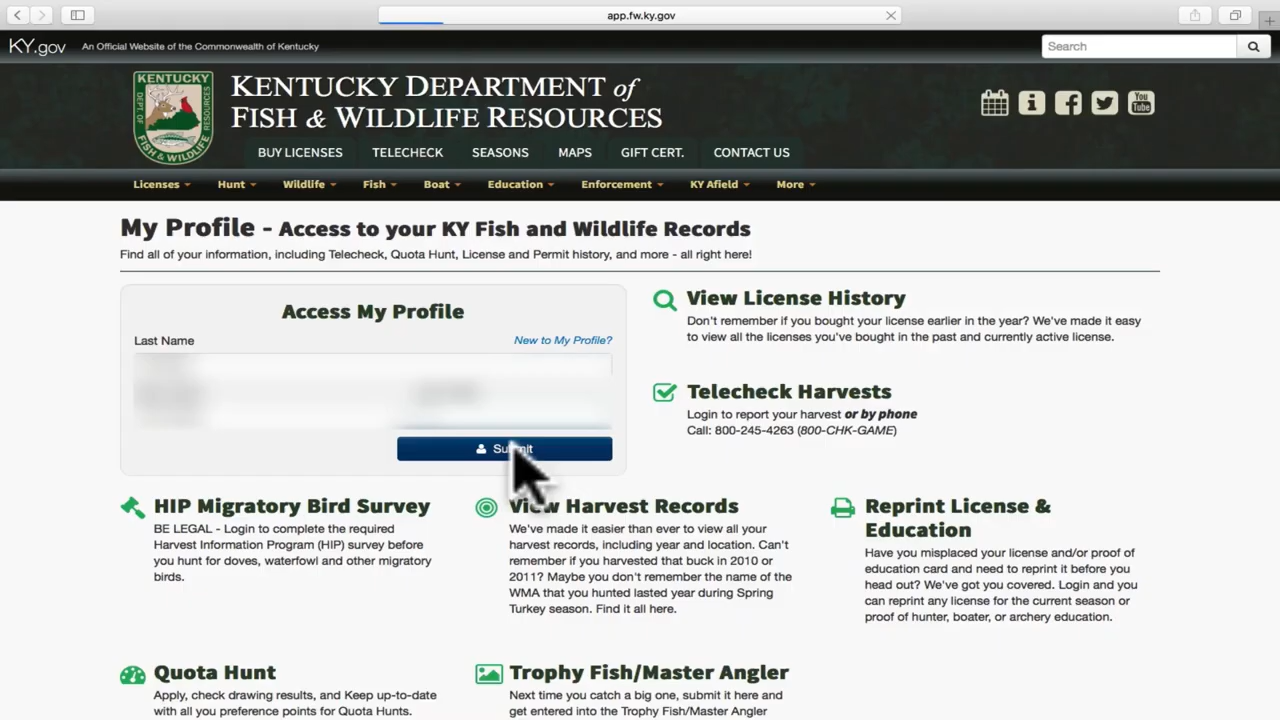 app.fw.ky.gov
KY.gov An Official Website of the Commonwealth of Kentucky
Search
KENTUCKY
DEPT. OF
FISH & WILDLIFE
RESOURCES
KENTUCKY DEPARTMENT of
FISH & WILDLIFE RESOURCES
You
Tube
BUY LICENSES TELECHECK SEASONS MAPS GIFT CERT. CONTACT US
Licenses Hunt Wildlife Fish Boat Education Enforcement KY Afield More
My Profile - Access to your KY Fish and Wildlife Records
Find all of your information, including Telecheck, Quota Hunt, License and Permit history, and more - all right here!
Access My Profile
Last Name New to My Profile?
Submit
View License History
Don't remember if you bought your license earlier in the year? We've made it easy
to view all the licenses you've bought in the past and currently active license.
Telecheck Harvests
Login to report your harvest or by phone
Call: 800-245-4263 (800-CHK-GAME)
HIP Migratory Bird Survey
BE LEGAL - Login to complete the required
Harvest Information Program (HIP) survey before
you hunt for doves, waterfowl and other migratory
birds.
View Harvest Records
We've made it easier than ever to view all your
harvest records, including year and location. Can't
remember if you harvested that buck in 2010 or
2011? Maybe you don't remember the name of the
WMA that you hunted lasted year during Spring
Turkey season. Find it all here.
Reprint License &
Education
Have you misplaced your license and/or proof of
education card and need to reprint it before you
head out? We've got you covered. Login and you
can reprint any license for the current season or
proof of hunter, boater, or archery education.
Quota Hunt
Apply, check drawing results, and Keep up-to-date
with all you preference points for Quota Hunts.
Trophy Fish/Master Angler
Next time you catch a big one, submit it here and
get entered into the Trophy Fish/Master Angler